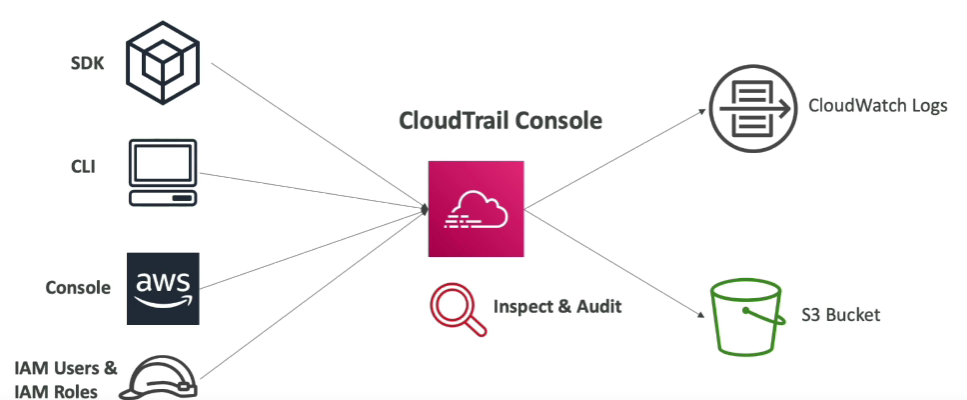 SDK
CloudTrail Console
CloudWatch Logs
CLI
Console
aws
Inspect & Audit
S3 Bucket
IAM Users &
IAM Roles